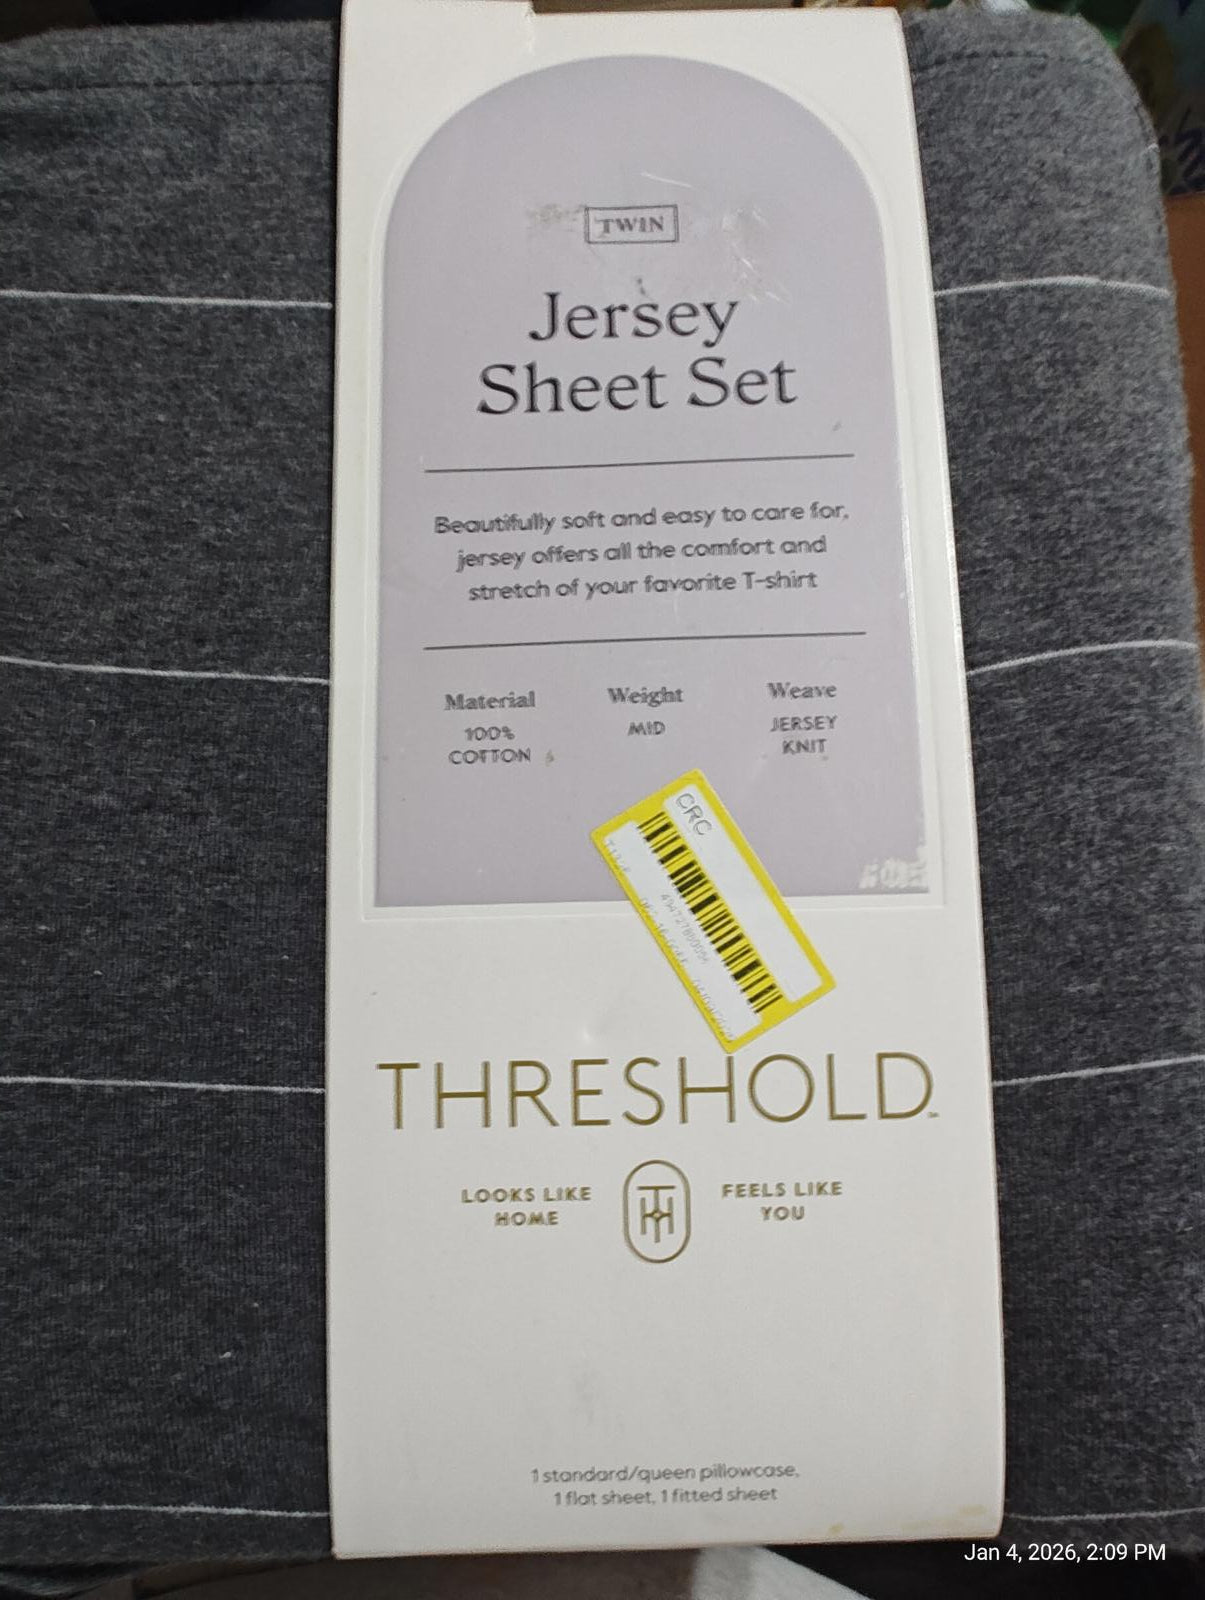 TWIN
Jersey
Sheet Set
Beautifully soft and easy to care for,
jersey offers all the comfort and
stretch of your favorite T-shirt
Material
100%
COTTON
Weight
MID
Weave
JERSEY
KNIT
CRC
THRESHOLD
LOOKS LIKE
HOME
FEELS LIKE
YOU
1 standard/queen pillowcase,
1 flat sheet, 1 fitted sheet
Jan 4, 2026, 2:09 PM